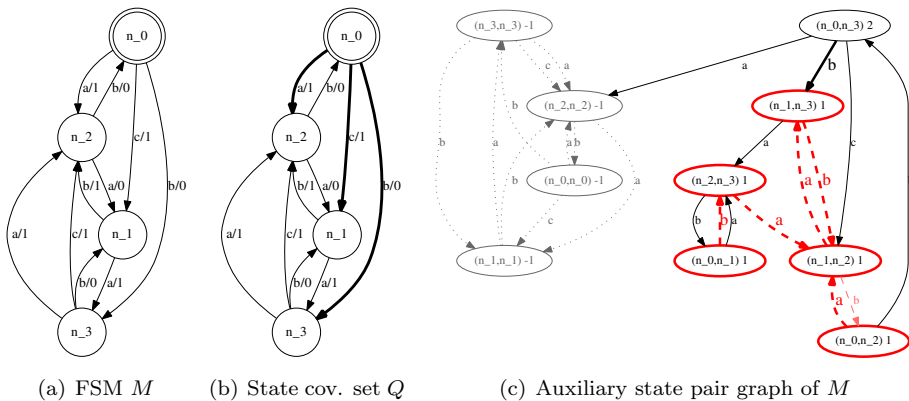 n_0
a/1
b/0
n_2
c/1
b/0
b/1
a/0
a/1
c/1
n_1
b/0
a/1
n_3
(a) FSM M
n_0
a/1
b/0
n_2
c/1
b/0
b/1
a/0
a/1
c/1
n_1
b/0
a/1
n_3
(b) State cov. set Q
(n_3,n_3) -1
(n_0,n_3) 2
c
a
a
b
(n_2,n_2) -1
(n_1,n_3) 1
b
a
b
a
b
a
c
(n_0,n_0) -1
(n_2,n_3) 1
b
a
a
b
c
b
b
a
a
(n_1,n_1) -1
(n_0,n_1) 1
(n_1,n_2) 1
a
b
(n_0,n_2) 1
(c) Auxiliary state pair graph of M